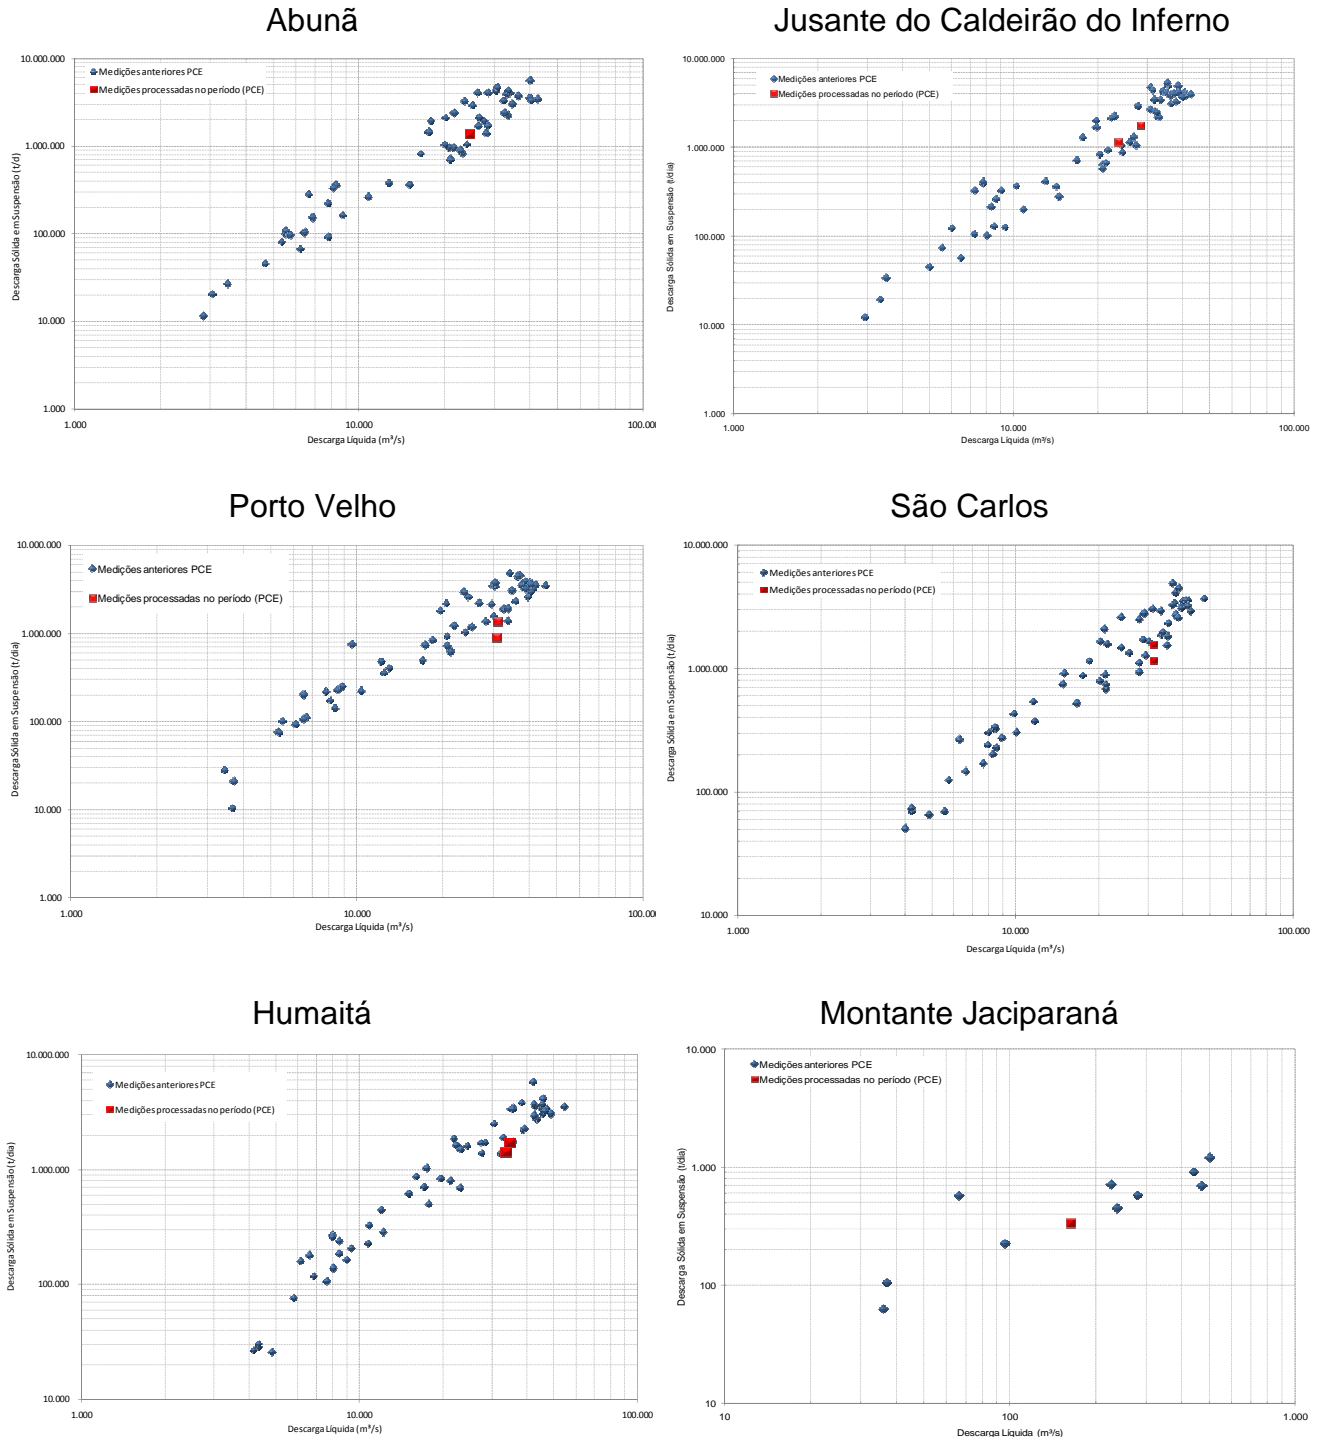 Abunã
10.000.000
Medições anteriores PCE
Medições processadas no período (PCE)
1.000.000
100.000
10.000
1.000
Descarga Sólida em Suspensão (t/d)
1.000
10.000
100.000
Descarga Líquida (m³/s)
Jusante do Caldeirão do Inferno
10.000.000
Medições anteriores PCE
Medições processadas no período (PCE)
1.000.000
100.000
10.000
1.000
Descarga Sólida em Suspensão (t/dia)
1.000
10.000
100.000
Descarga Líquida (m³/s)
Porto Velho
10.000.000
Medições anteriores PCE
Medições processadas no período (PCE)
1.000.000
100.000
10.000
1.000
Descarga Sólida em Suspensão (t/dia)
1.000
10.000
100.000
Descarga Líquida (m³/s)
São Carlos
10.000.000
Medições anteriores PCE
Medições processadas no período (PCE)
1.000.000
100.000
10.000
Descarga Sólida em Suspensão (t/dia)
1.000
10.000
100.000
Descarga Líquida (m³/s)
Humaitá
10.000.000
Medições anteriores PCE
Medições processadas no período (PCE)
1.000.000
100.000
10.000
Descarga Sólida em Suspensão (t/dia)
1.000
10.000
100.000
Descarga Líquida (m³/s)
Montante Jaciparaná
10.000
Medições anteriores PCE
Medições processadas no período (PCE)
1.000
100
10
Descarga Sólida em Suspensão (t/dia)
10
100
1.000
Descarga Líquida (m³/s)